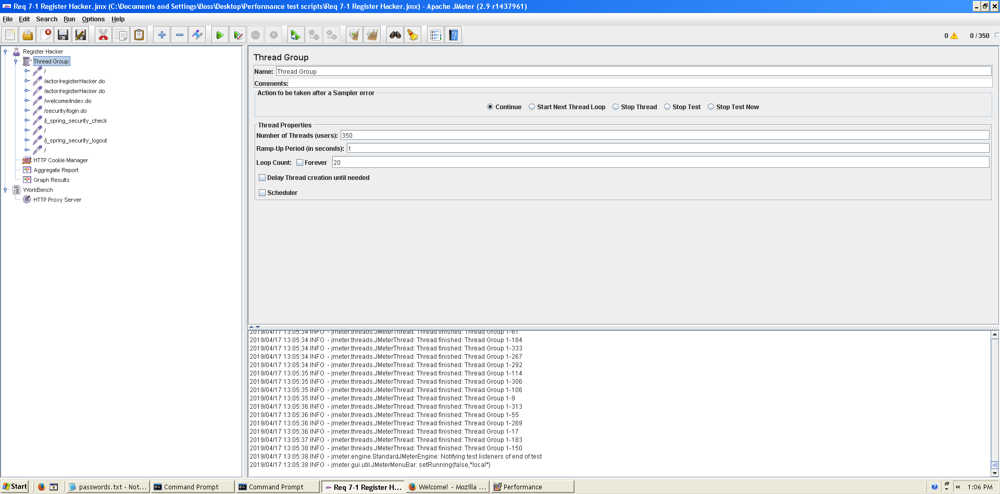 Req 7-1 Register Hacker.jmx (C:\Documents and Settings\Boss\Desktop\Performance test scripts\Req 7-1 Register Hacker.jmx) - Apache JMeter (2.9 r1437961)
File Edit Search Run Options Help
0 0 / 350
Register Hacker
Thread Group
/
/actor/registerHacker.do
/actor/registerHacker.do
/welcome/index.do
/security/login.do
/j_spring_security_check
/
/j_spring_security_logout
/
HTTP Cookie Manager
Aggregate Report
Graph Results
WorkBench
HTTP Proxy Server
Thread Group
Name: Thread Group
Comments:
Action to be taken after a Sampler error
Continue Start Next Thread Loop Stop Thread Stop Test Stop Test Now
Thread Properties
Number of Threads (users): 350
Ramp-Up Period (in seconds): 1
Loop Count: Forever 20
Delay Thread creation until needed
Scheduler
2019/04/17 13:05:34 INFO - jmeter.threads.JMeterThread: Thread finished: Thread Group 1-61
2019/04/17 13:05:34 INFO - jmeter.threads.JMeterThread: Thread finished: Thread Group 1-184
2019/04/17 13:05:34 INFO - jmeter.threads.JMeterThread: Thread finished: Thread Group 1-333
2019/04/17 13:05:34 INFO - jmeter.threads.JMeterThread: Thread finished: Thread Group 1-267
2019/04/17 13:05:34 INFO - jmeter.threads.JMeterThread: Thread finished: Thread Group 1-292
2019/04/17 13:05:35 INFO - jmeter.threads.JMeterThread: Thread finished: Thread Group 1-114
2019/04/17 13:05:35 INFO - jmeter.threads.JMeterThread: Thread finished: Thread Group 1-306
2019/04/17 13:05:35 INFO - jmeter.threads.JMeterThread: Thread finished: Thread Group 1-106
2019/04/17 13:05:35 INFO - jmeter.threads.JMeterThread: Thread finished: Thread Group 1-9
2019/04/17 13:05:36 INFO - jmeter.threads.JMeterThread: Thread finished: Thread Group 1-313
2019/04/17 13:05:36 INFO - jmeter.threads.JMeterThread: Thread finished: Thread Group 1-55
2019/04/17 13:05:36 INFO - jmeter.threads.JMeterThread: Thread finished: Thread Group 1-269
2019/04/17 13:05:36 INFO - jmeter.threads.JMeterThread: Thread finished: Thread Group 1-17
2019/04/17 13:05:37 INFO - jmeter.threads.JMeterThread: Thread finished: Thread Group 1-183
2019/04/17 13:05:38 INFO - jmeter.threads.JMeterThread: Thread finished: Thread Group 1-150
2019/04/17 13:05:38 INFO - jmeter.engine.StandardJMeterEngine: Notifying test listeners of end of test
2019/04/17 13:05:38 INFO - jmeter.gui.util.JMeterMenuBar: setRunning(false,*local*)
Start passwords.txt - Not... Command Prompt Command Prompt Req 7-1 Register H... Welcome! - Mozilla ... Performance « 1:06 PM